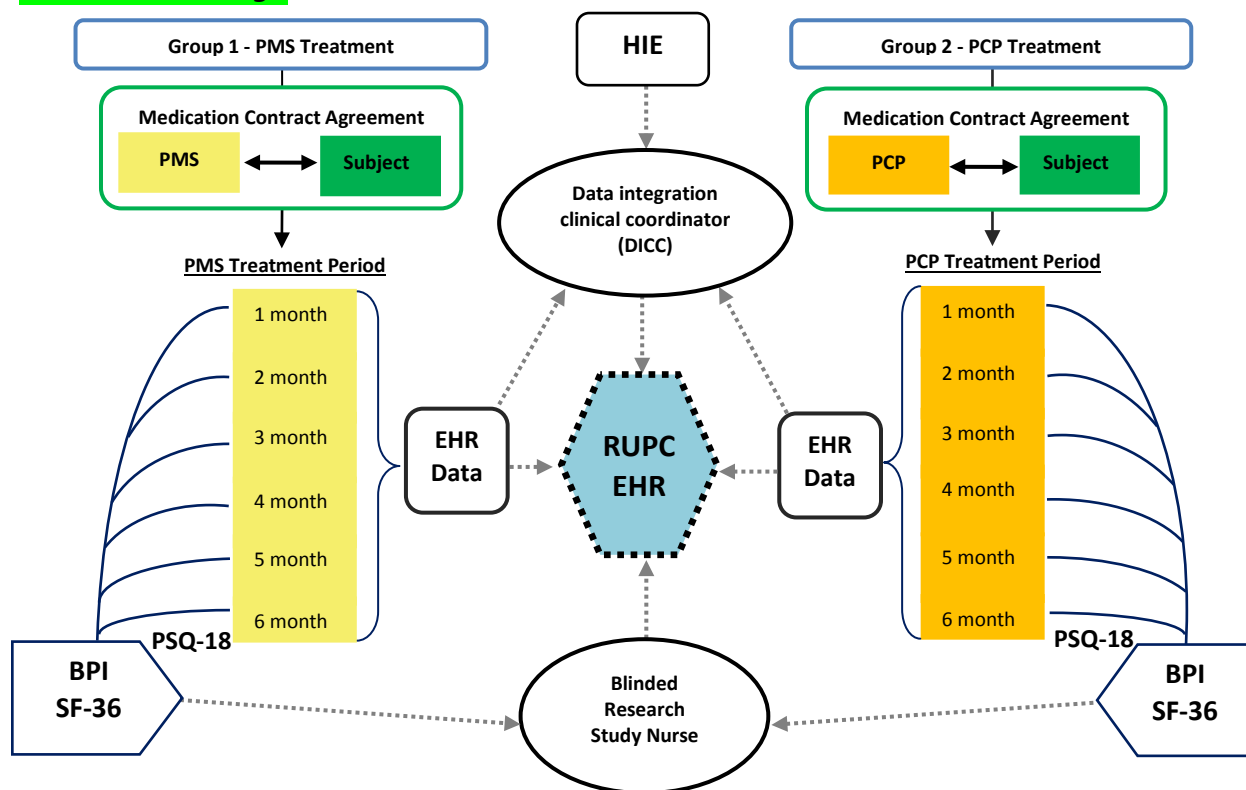 Group 1 - PMS Treatment
HIE
Group 2 - PCP Treatment
Medication Contract Agreement
PMS
Subject
Medication Contract Agreement
PCP
Subject
Data integration
clinical coordinator
(DICC)
PMS Treatment Period
1 month
2 month
3 month
4 month
5 month
6 month
PCP Treatment Period
1 month
2 month
3 month
4 month
5 month
6 month
EHR
Data
RUPC
EHR
EHR
Data
PSQ-18
BPI
SF-36
Blinded
Research
Study Nurse
PSQ-18
BPI
SF-36